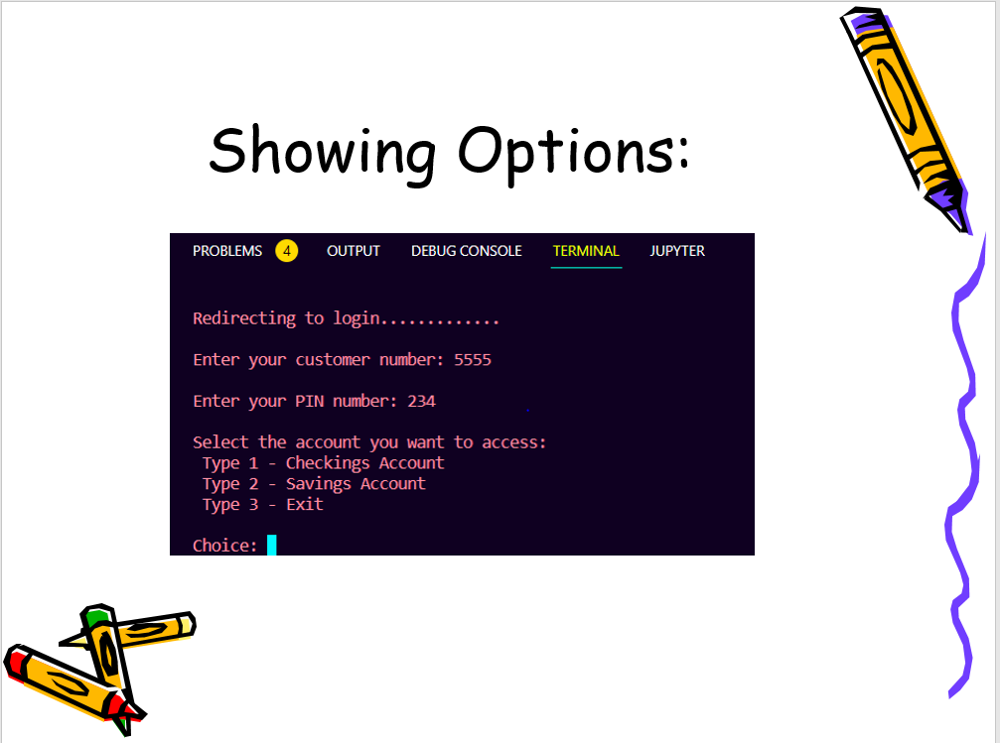 Showing Options:
PROBLEMS 4 OUTPUT DEBUG CONSOLE TERMINAL JUPYTER
Redirecting to login.............
Enter your customer number: 5555
Enter your PIN number: 234
Select the account you want to access:
Type 1 - Checkings Account
Type 2 - Savings Account
Type 3 - Exit
Choice: